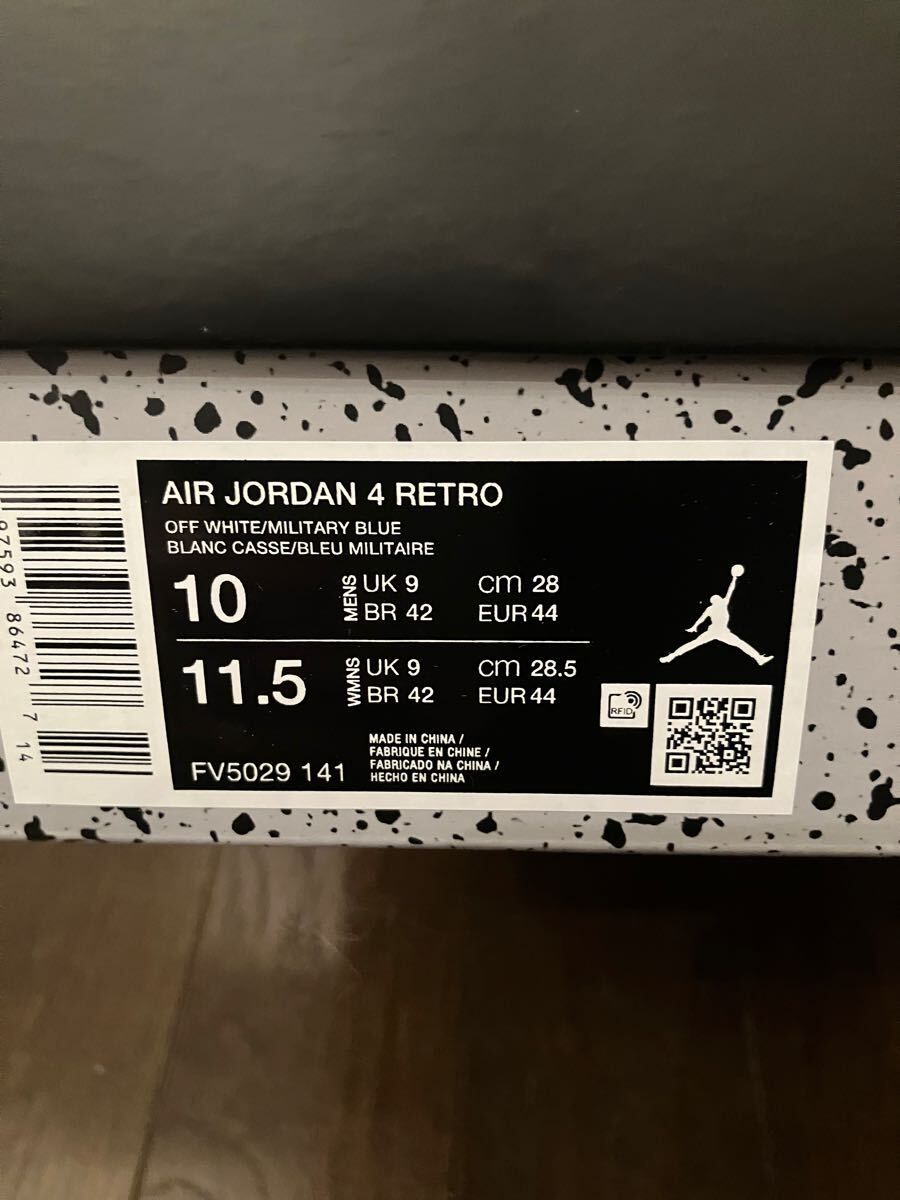 AIR JORDAN 4 RETRO
OFF WHITE/MILITARY BLUE
BLANC CASSE/BLEU MILITAIRE
10 MENS UK 9 cm 28
BR 42 EUR 44
11.5 WMNS UK 9 cm 28.5
BR 42 EUR 44
FV5029 141
MADE IN CHINA /
FABRIQUE EN CHINE /
FABRICADO NA CHINA /
HECHO EN CHINA
RFID
97593 86472 7 14